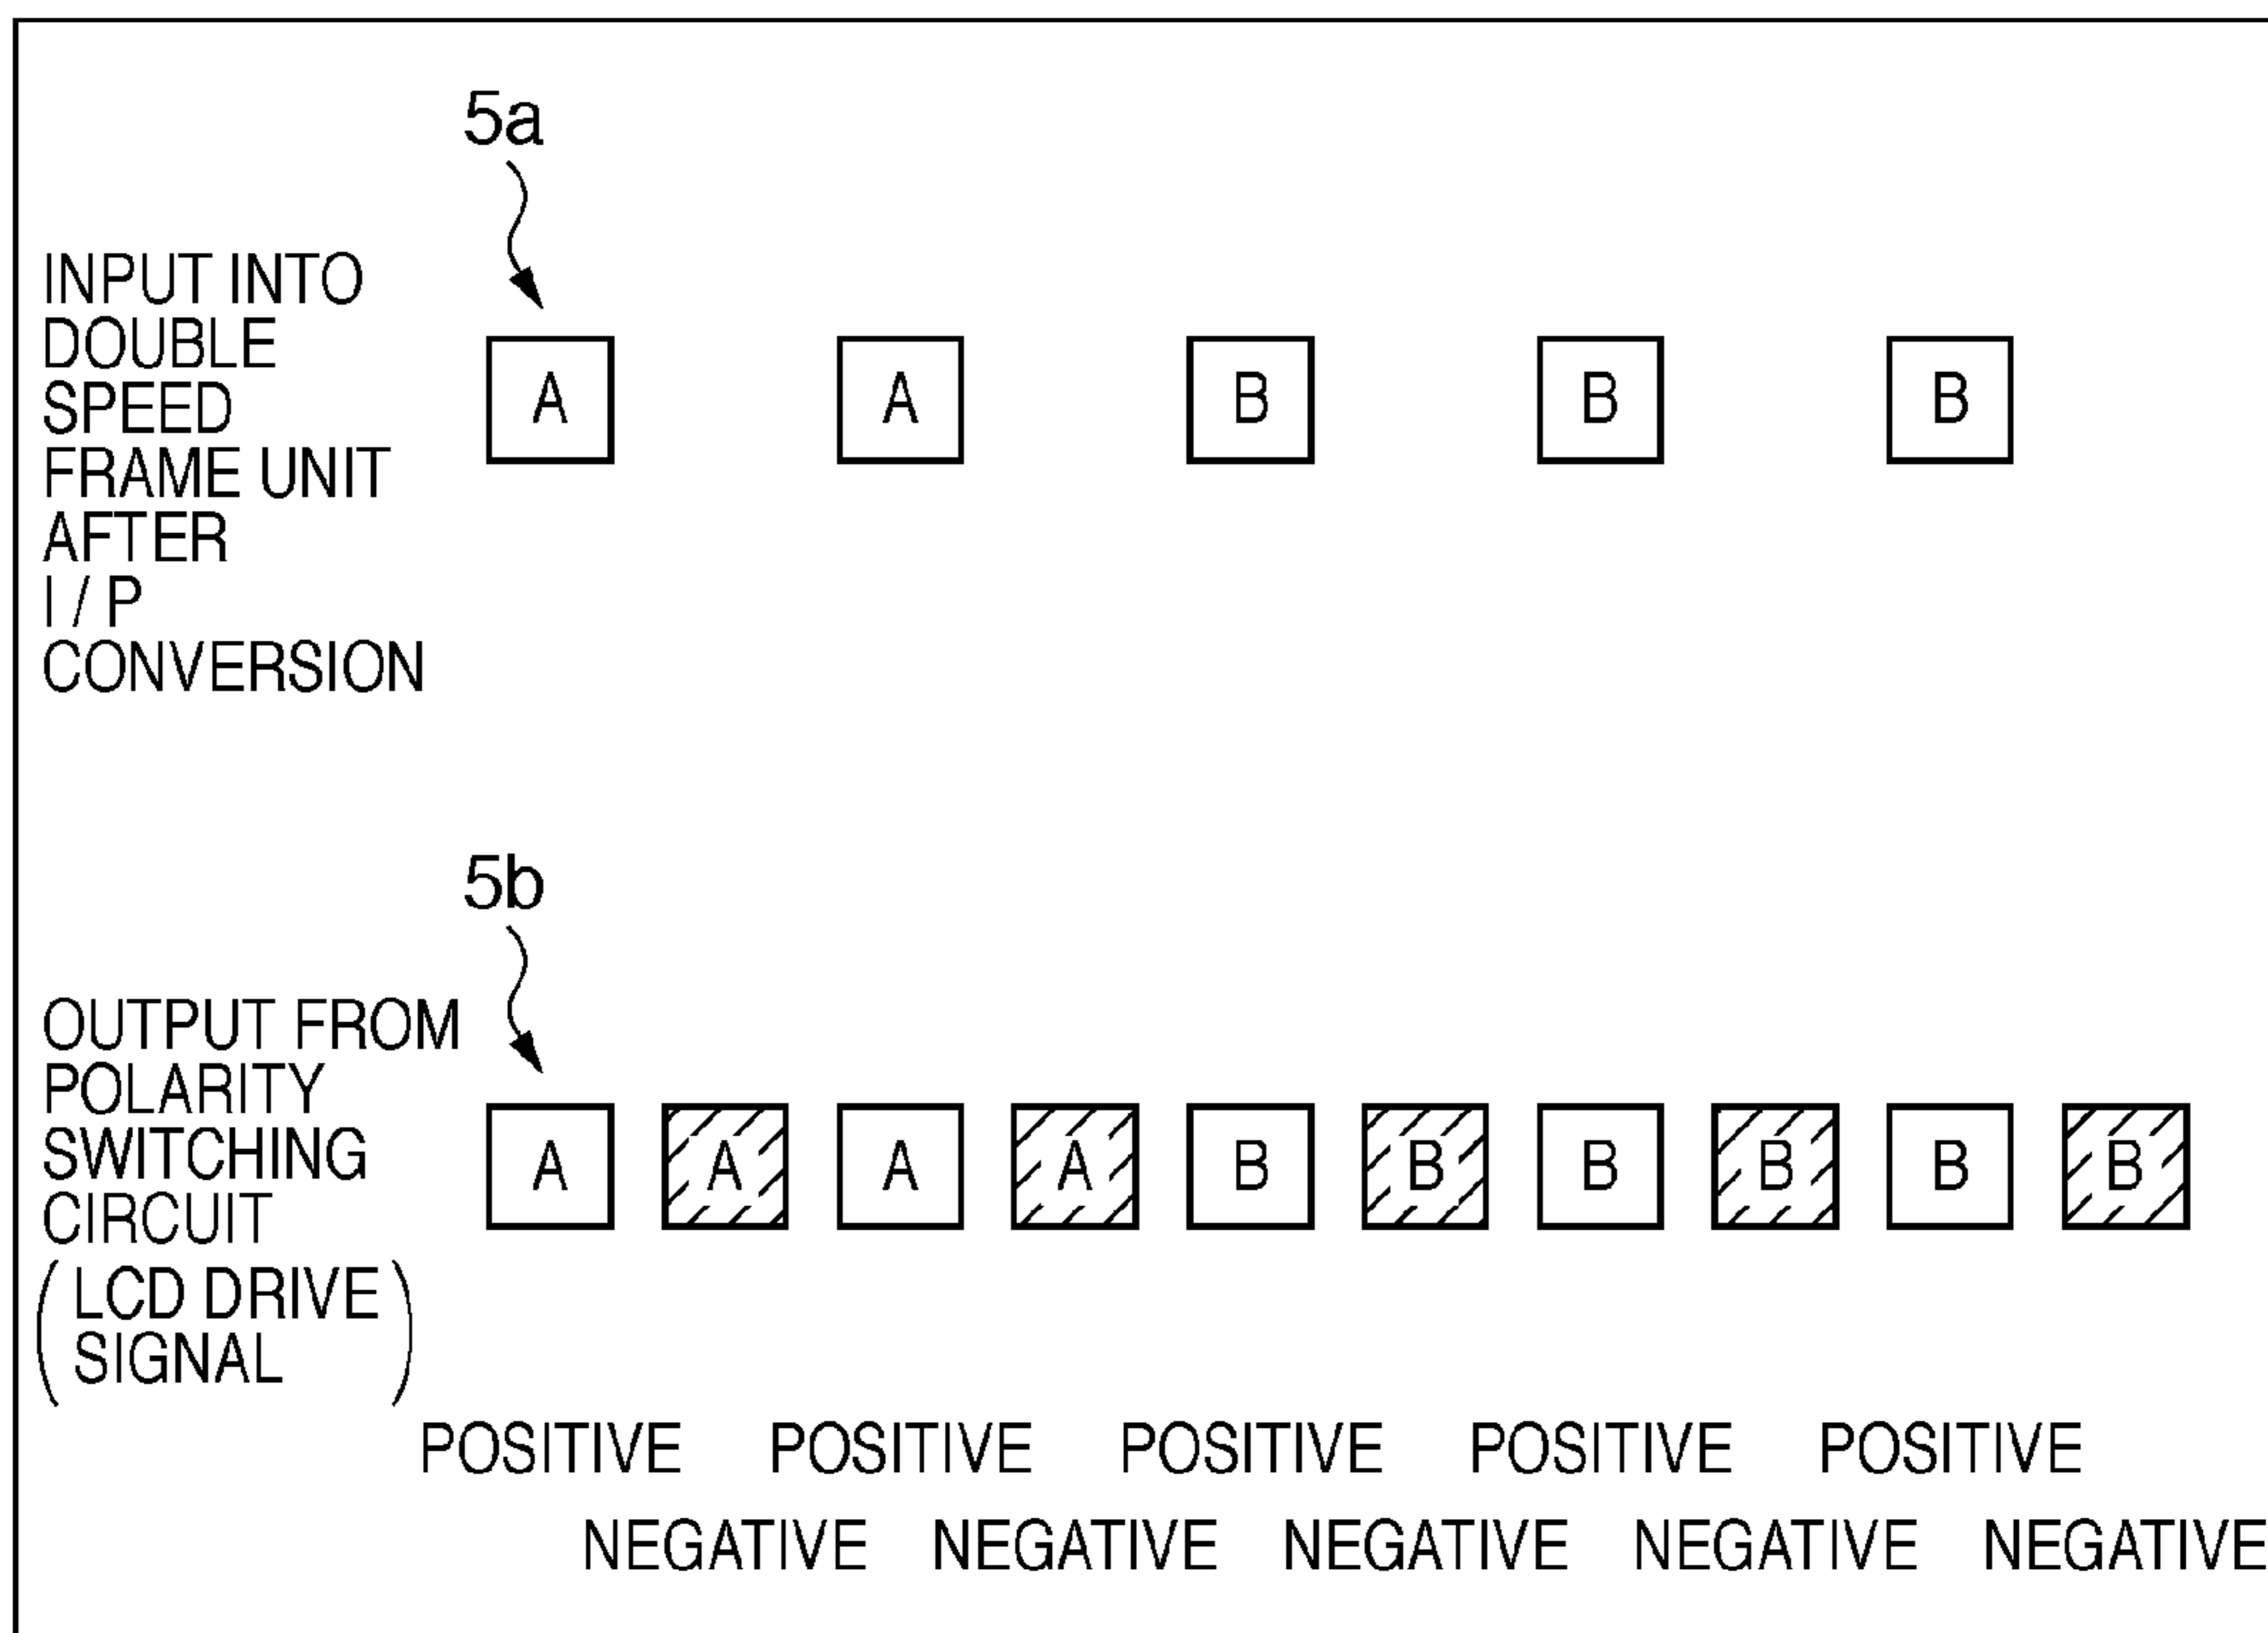 5a
INPUT INTO
DOUBLE
SPEED
FRAME UNIT
AFTER
I / P
CONVERSION
A A B B B
5b
OUTPUT FROM
POLARITY
SWITCHING
CIRCUIT
( LCD DRIVE
SIGNAL )
A A A A B B B B B B
POSITIVE POSITIVE POSITIVE POSITIVE POSITIVE
NEGATIVE NEGATIVE NEGATIVE NEGATIVE NEGATIVE